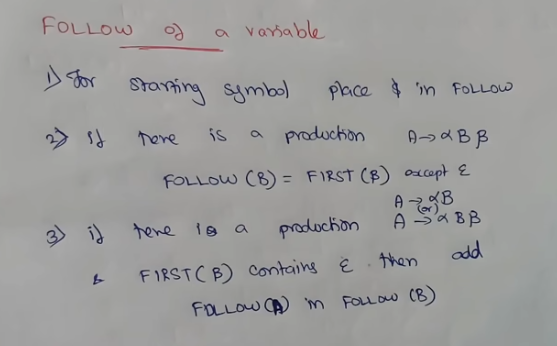 FOLLOW of a variable
1) for starting symbol place $ in FOLLOW
2) if there is a production A → αBβ
FOLLOW (B) = FIRST (β) except ε
A → αB
(or)
3) if there is a production A → αBβ
& FIRST(β) contains ε then add
FOLLOW(A) in FOLLOW (B)